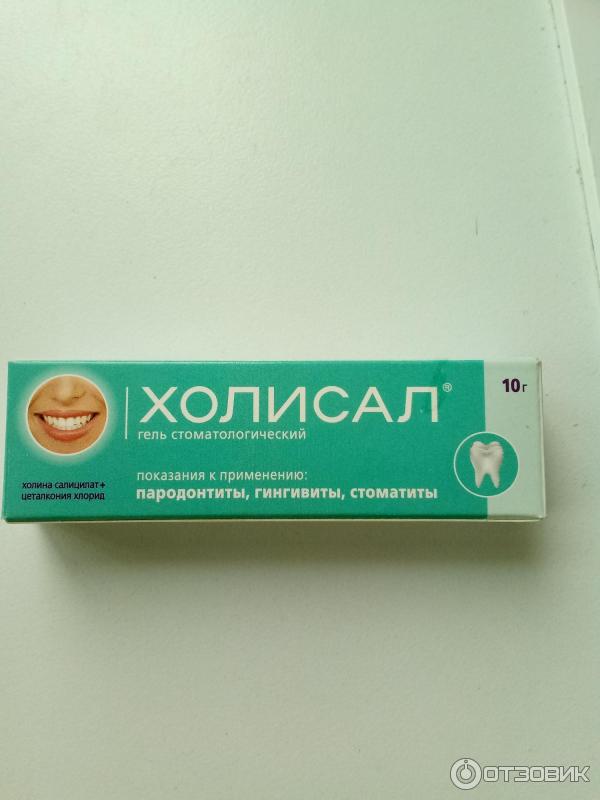 ХОЛИСАЛ®
гель стоматологический
10г
показания к применению:
пародонтиты, гингивиты, стоматиты
холина салицилат+
цеталкония хлорид
ОТЗОВИК